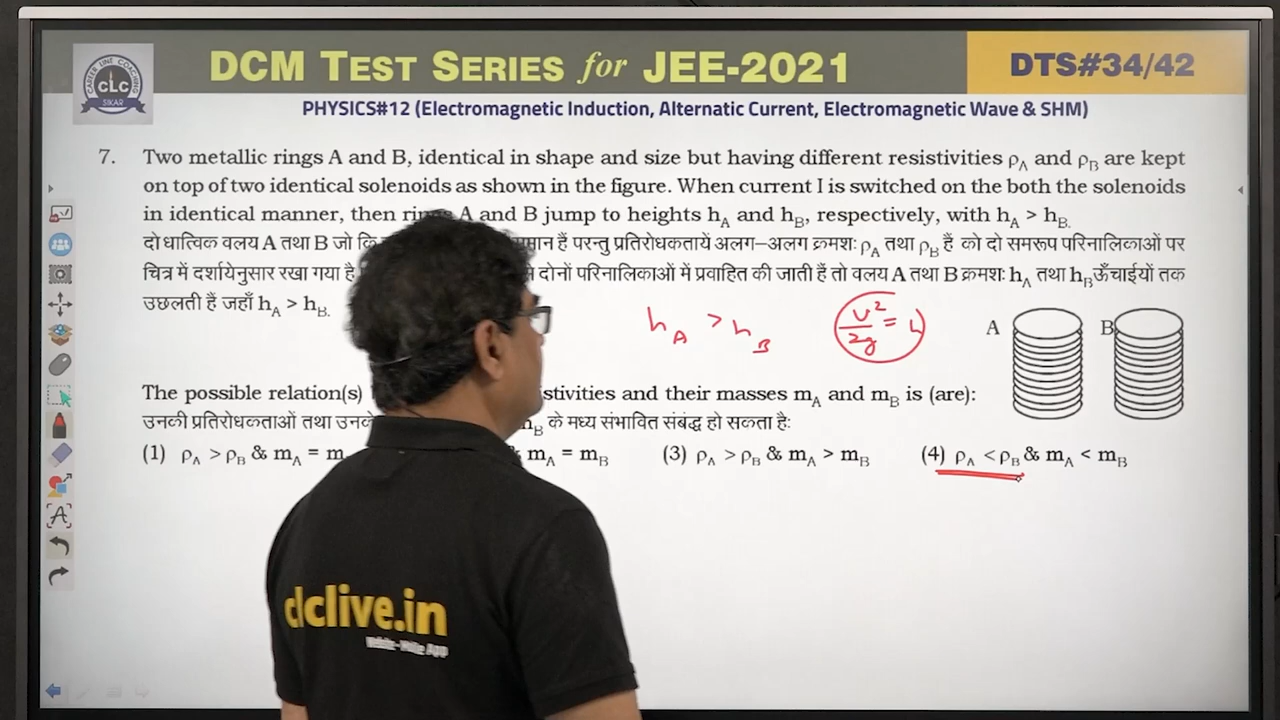 DCM TEST SERIES for JEE-2021
DTS#34/42
CAREER LINE COACHING
CLC
SIKAR
PHYSICS#12 (Electromagnetic Induction, Alternatic Current, Electromagnetic Wave & SHM)
7. Two metallic rings A and B, identical in shape and size but having different resistivities ρA and ρB are kept
on top of two identical solenoids as shown in the figure. When current I is switched on the both the solenoids
in identical manner, then A and B jump to heights hA and hB, respectively, with hA > hB.
दो धात्विक वलय A तथा B जो हैं परन्तु प्रतिरोधकतायें अलग–अलग क्रमशः ρA तथा ρB हैं को दो समरूप परिनालिकाओं पर
चित्र में दर्शायेनुसार रखा गया है दोनों परिनालिकाओं में प्रवाहित की जाती हैं तो वलय A तथा B क्रमशः hA तथा hB ऊँचाईयों तक
उछलती हैं जहाँ hA > hB.
hA > hB
v²/2g = h
A B
The possible relation(s) and their masses mA and mB is (are):
उनकी प्रतिरोधकताओं तथा के मध्य संभावित संबंद्ध हो सकता है:
(1) ρA > ρB & mA = mA = mB (3) ρA > ρB & mA > mB (4) ρA < ρB & mA < mB
clclive.in
Website - Mobile App